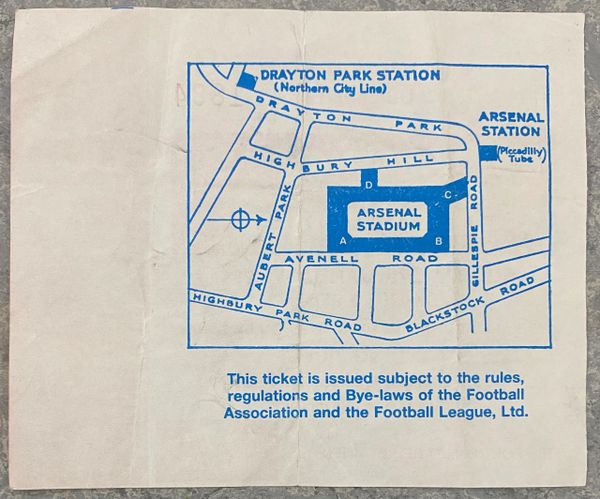 DRAYTON PARK STATION
(Northern City Line)
DRAYTON PARK
ARSENAL
STATION
(Piccadilly)
Tube
HIGHBURY HILL
D
C
ARSENAL
STADIUM
A
B
GILLESPIE ROAD
AUBERT PARK
AVENELL ROAD
HIGHBURY PARK ROAD
BLACKSTOCK ROAD
This ticket is issued subject to the rules,
regulations and Bye-laws of the Football
Association and the Football League, Ltd.